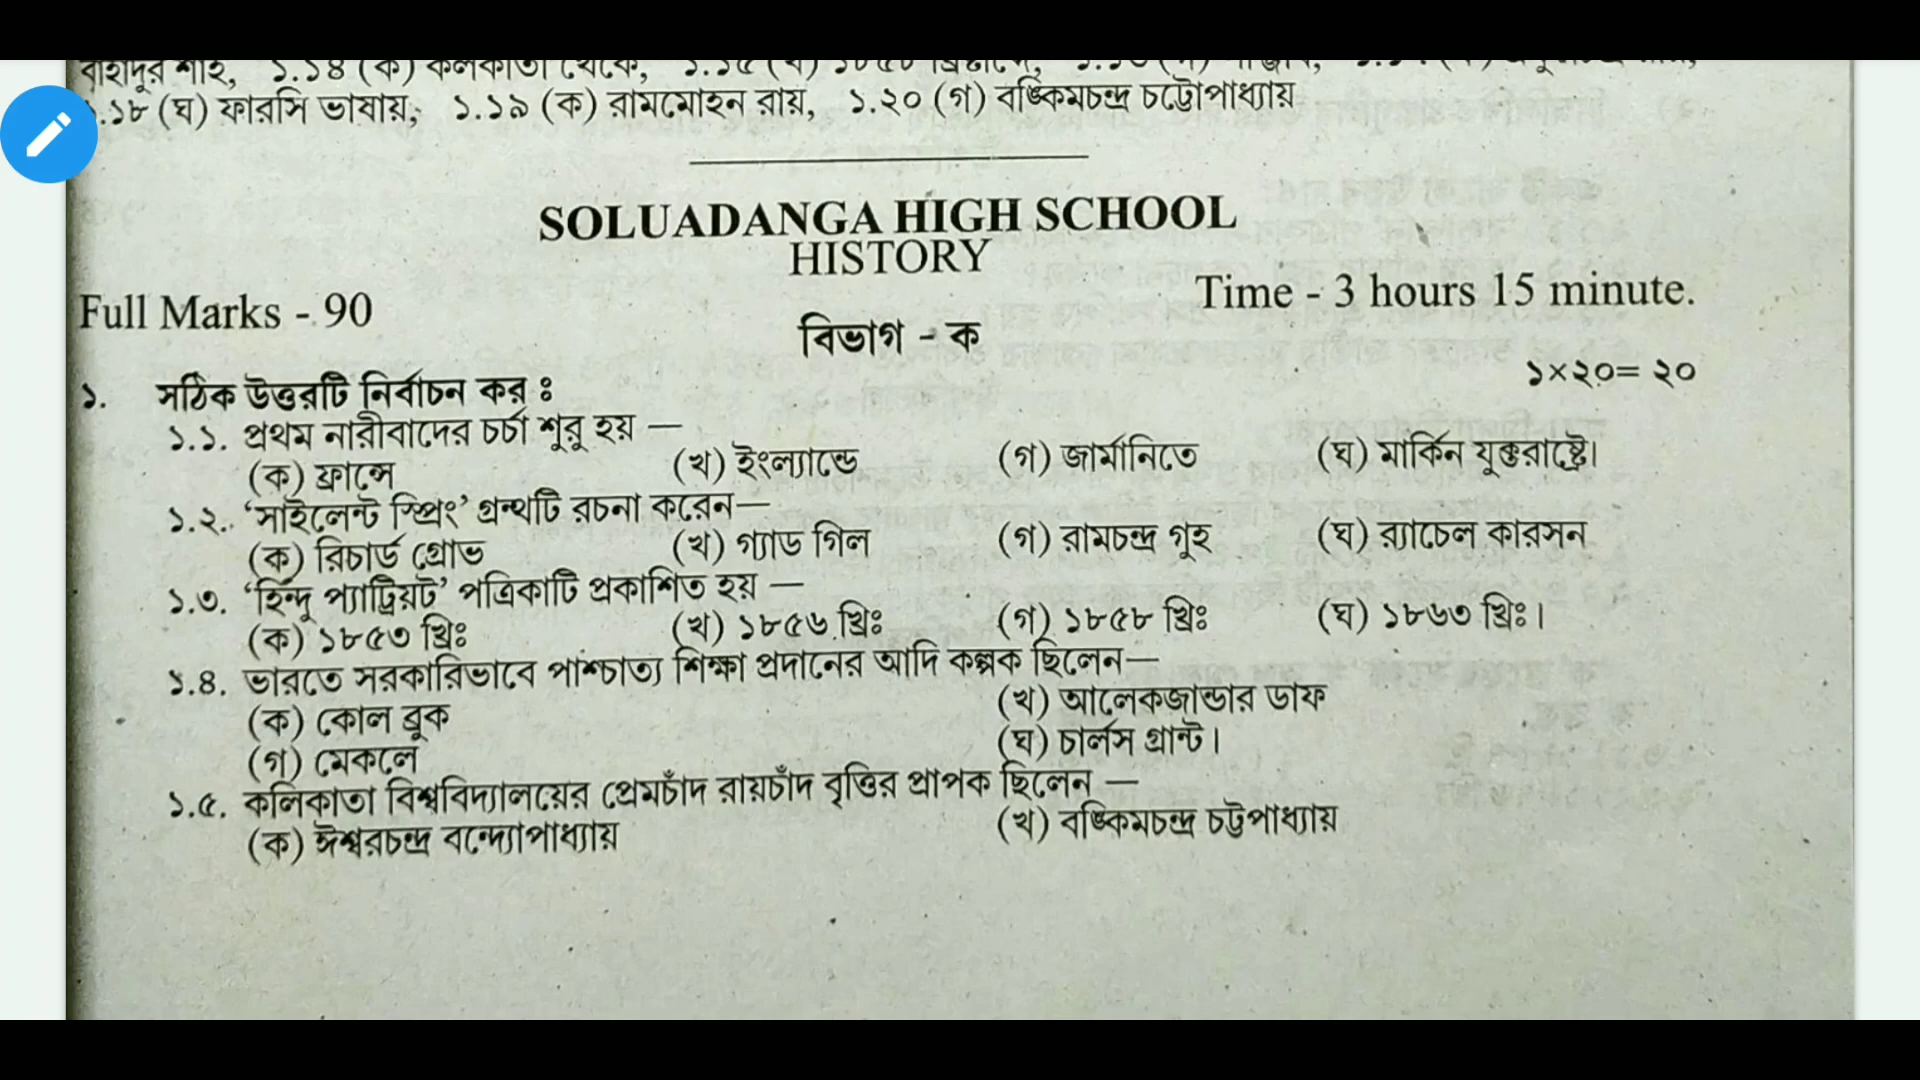 ১.১৮ (ঘ) ফারসি ভাষায়, ১.১৯ (ক) রামমোহন রায়, ১.২০ (গ) বঙ্কিমচন্দ্র চট্টোপাধ্যায়
SOLUADANGA HIGH SCHOOL
HISTORY
Full Marks - 90
Time - 3 hours 15 minute.
বিভাগ - ক
১. সঠিক উত্তরটি নির্বাচন কর ঃ
১×২০= ২০
১.১. প্রথম নারীবাদের চর্চা শুরু হয় —
(ক) ফ্রান্সে (খ) ইংল্যান্ডে (গ) জার্মানিতে (ঘ) মার্কিন যুক্তরাষ্ট্রে।
১.২. ‘সাইলেন্ট স্প্রিং’ গ্রন্থটি রচনা করেন—
(ক) রিচার্ড গ্রোভ (খ) গ্যাড গিল (গ) রামচন্দ্র গুহ (ঘ) র‍্যাচেল কারসন
১.৩. ‘হিন্দু প্যাট্রিয়ট’ পত্রিকাটি প্রকাশিত হয় —
(ক) ১৮৫৩ খ্রিঃ (খ) ১৮৫৬ খ্রিঃ (গ) ১৮৫৮ খ্রিঃ (ঘ) ১৮৬৩ খ্রিঃ।
১.৪. ভারতে সরকারিভাবে পাশ্চাত্য শিক্ষা প্রদানের আদি কল্পক ছিলেন—
(ক) কোল ব্রুক (খ) আলেকজান্ডার ডাফ
(গ) মেকলে (ঘ) চার্লস গ্রান্ট।
১.৫. কলিকাতা বিশ্ববিদ্যালয়ের প্রেমচাঁদ রায়চাঁদ বৃত্তির প্রাপক ছিলেন —
(ক) ঈশ্বরচন্দ্র বন্দ্যোপাধ্যায় (খ) বঙ্কিমচন্দ্র চট্টপাধ্যায়